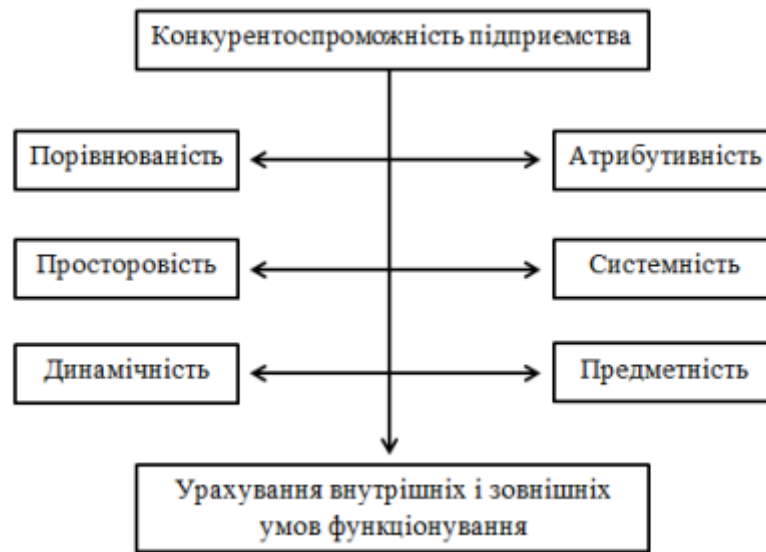 Конкурентоспроможність підприємства
Порівнюваність
Атрибутивність
Просторовість
Системність
Динамічність
Предметність
Урахування внутрішніх і зовнішніх
умов функціонування